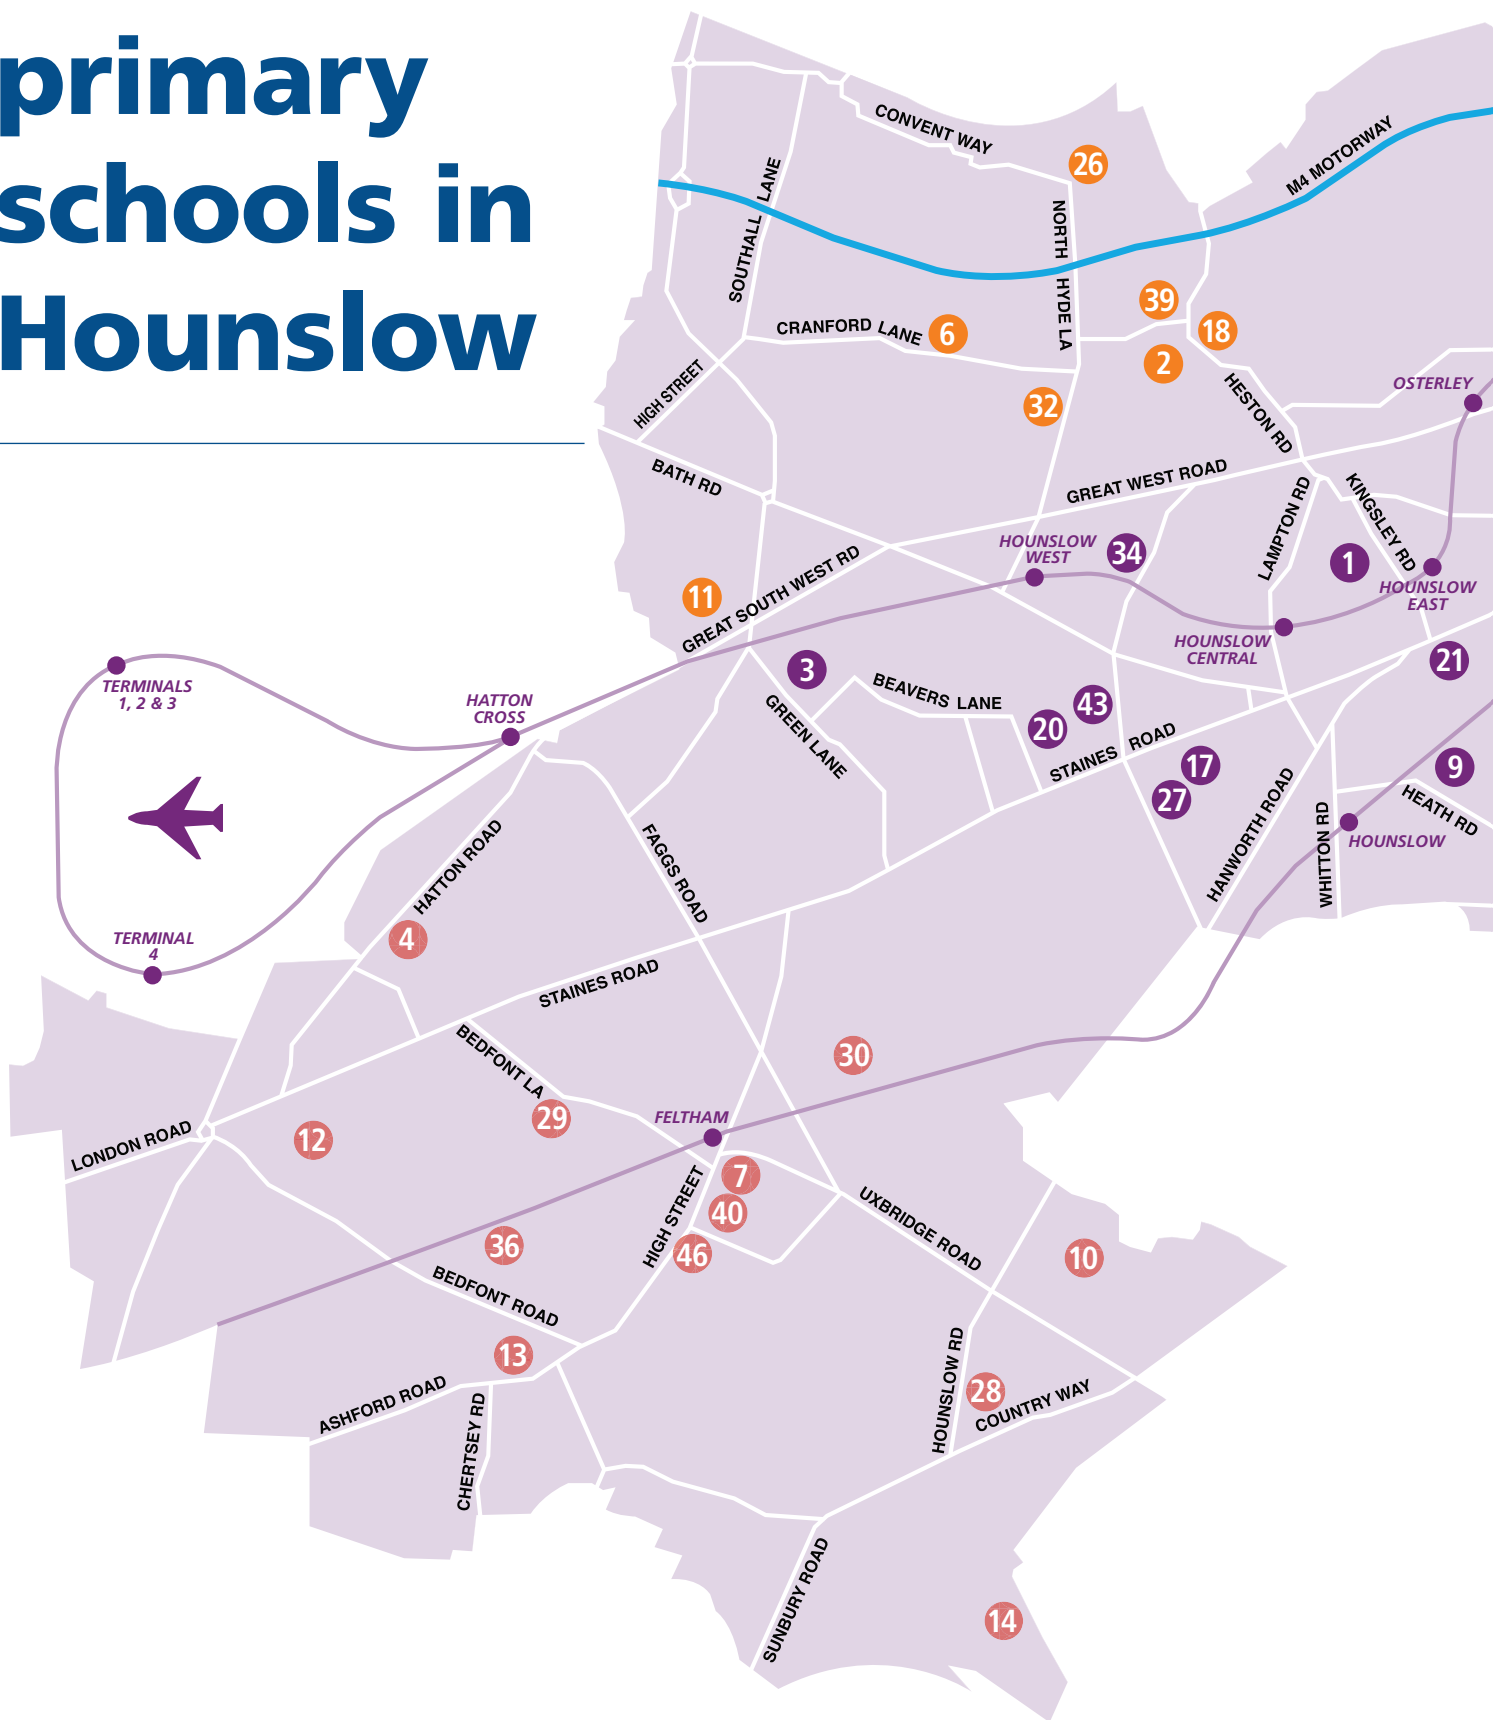 primary
schools in
Hounslow
CONVENT WAY
26
M4 MOTORWAY
SOUTHALL LANE
NORTH HYDE LA
39
18
CRANFORD LANE
6
2
HIGH STREET
32
HESTON RD
OSTERLEY
BATH RD
GREAT WEST ROAD
LAMPTON RD
KINGSLEY RD
HOUNSLOW
WEST
34
1
HOUNSLOW
EAST
11
GREAT SOUTH WEST RD
HOUNSLOW
CENTRAL
21
3
TERMINALS
1, 2 & 3
HATTON
CROSS
BEAVERS LANE
43
20
GREEN LANE
STAINES ROAD
17
27
9
HEATH RD
HANWORTH ROAD
WHITTON RD
HOUNSLOW
HATTON ROAD
FAGGS ROAD
4
TERMINAL
4
STAINES ROAD
BEDFONT LA
30
29
FELTHAM
LONDON ROAD
12
7
40
HIGH STREET
46
UXBRIDGE ROAD
36
10
BEDFONT ROAD
13
HOUNSLOW RD
28
COUNTRY WAY
ASHFORD ROAD
CHERTSEY RD
SUNBURY ROAD
14